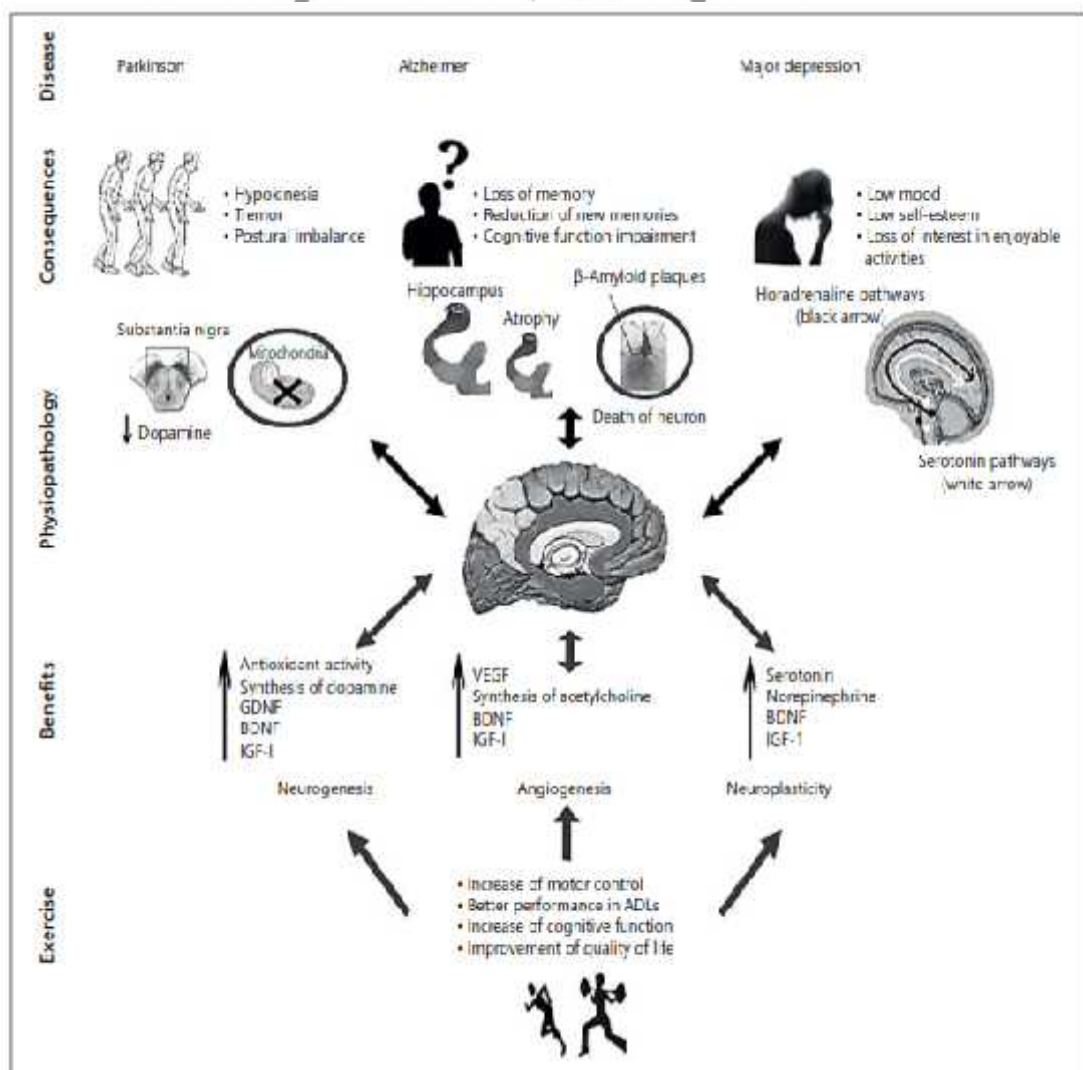 Disease
Parkinson
Alzheimer
Major depression
Consequences
• Hypokinesia
• Tremor
• Postural imbalance
?
• Loss of memory
• Reduction of new memories
• Cognitive function impairment
• Low mood
• Low self-esteem
• Loss of interest in enjoyable
activities
Physiopathology
Substantia nigra
Mitochondria
↓ Dopamine
Hippocampus
Atrophy
β-Amyloid plaques
Death of neuron
Noradrenaline pathways
(black arrow)
Serotonin pathways
(white arrow)
Benefits
Antioxidant activity
Synthesis of dopamine
GDNF
BDNF
IGF-I
VEGF
Synthesis of acetylcholine
BDNF
IGF-I
Serotonin
Norepinephrine
BDNF
IGF-1
Neurogenesis
Angiogenesis
Neuroplasticity
Exercise
• Increase of motor control
• Better performance in ADLs
• Increase of cognitive function
• Improvement of quality of life